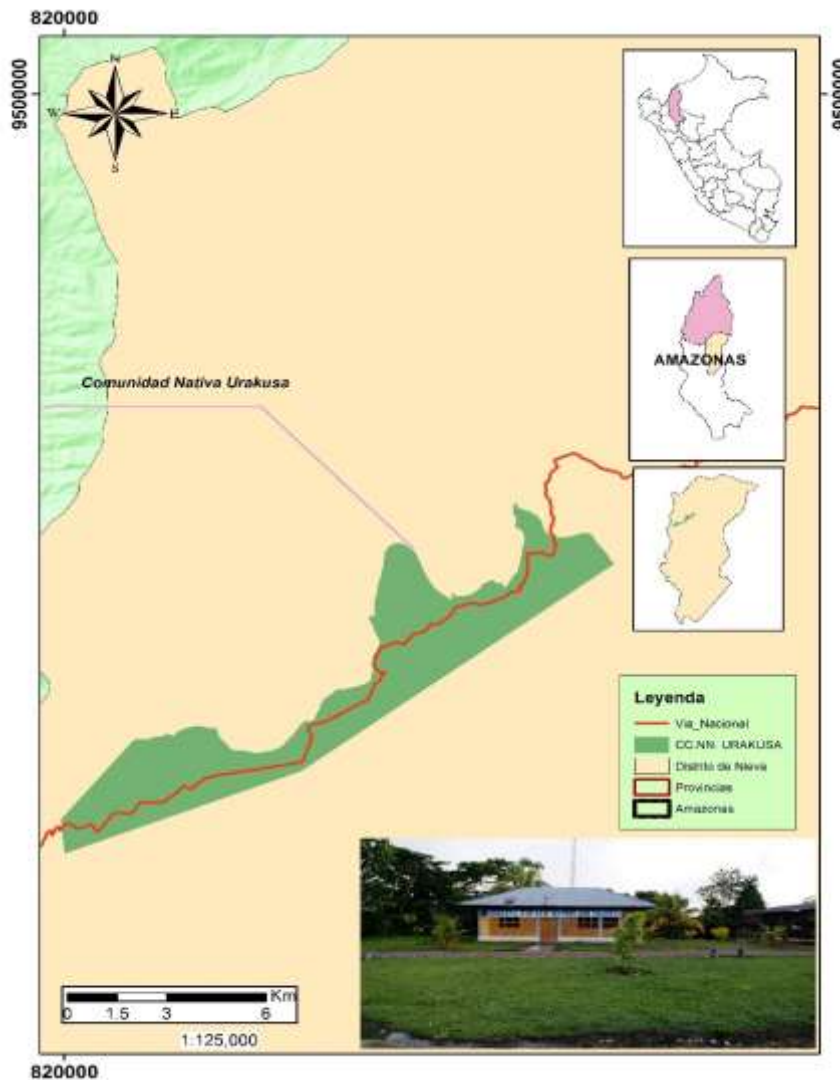 820000
9500000
9500000
N
W
E
S
AMAZONAS
Comunidad Nativa Urakusa
Leyenda
Via_Nacional
CC.NN. URAKUSA
Distrito de Nieva
Provincias
Amazonas
Km
0 1.5 3 6
1:125,000
820000